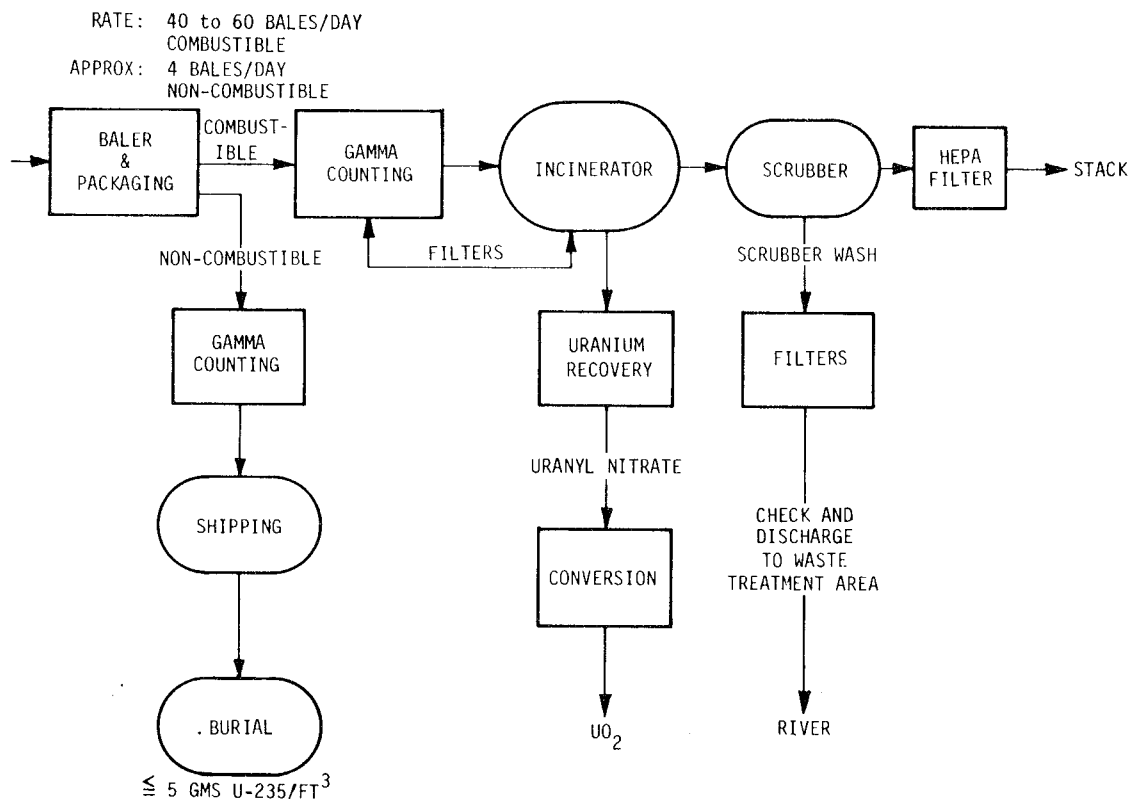 RATE: 40 to 60 BALES/DAY
COMBUSTIBLE
APPROX: 4 BALES/DAY
NON-COMBUSTIBLE
BALER
&
PACKAGING
COMBUST-
IBLE
GAMMA
COUNTING
INCINERATOR
SCRUBBER
HEPA
FILTER
STACK
NON-COMBUSTIBLE
FILTERS
SCRUBBER WASH
GAMMA
COUNTING
URANIUM
RECOVERY
FILTERS
URANYL NITRATE
SHIPPING
CHECK AND
DISCHARGE
TO WASTE
TREATMENT AREA
CONVERSION
.BURIAL
UO₂
RIVER
≦ 5 GMS U-235/FT³